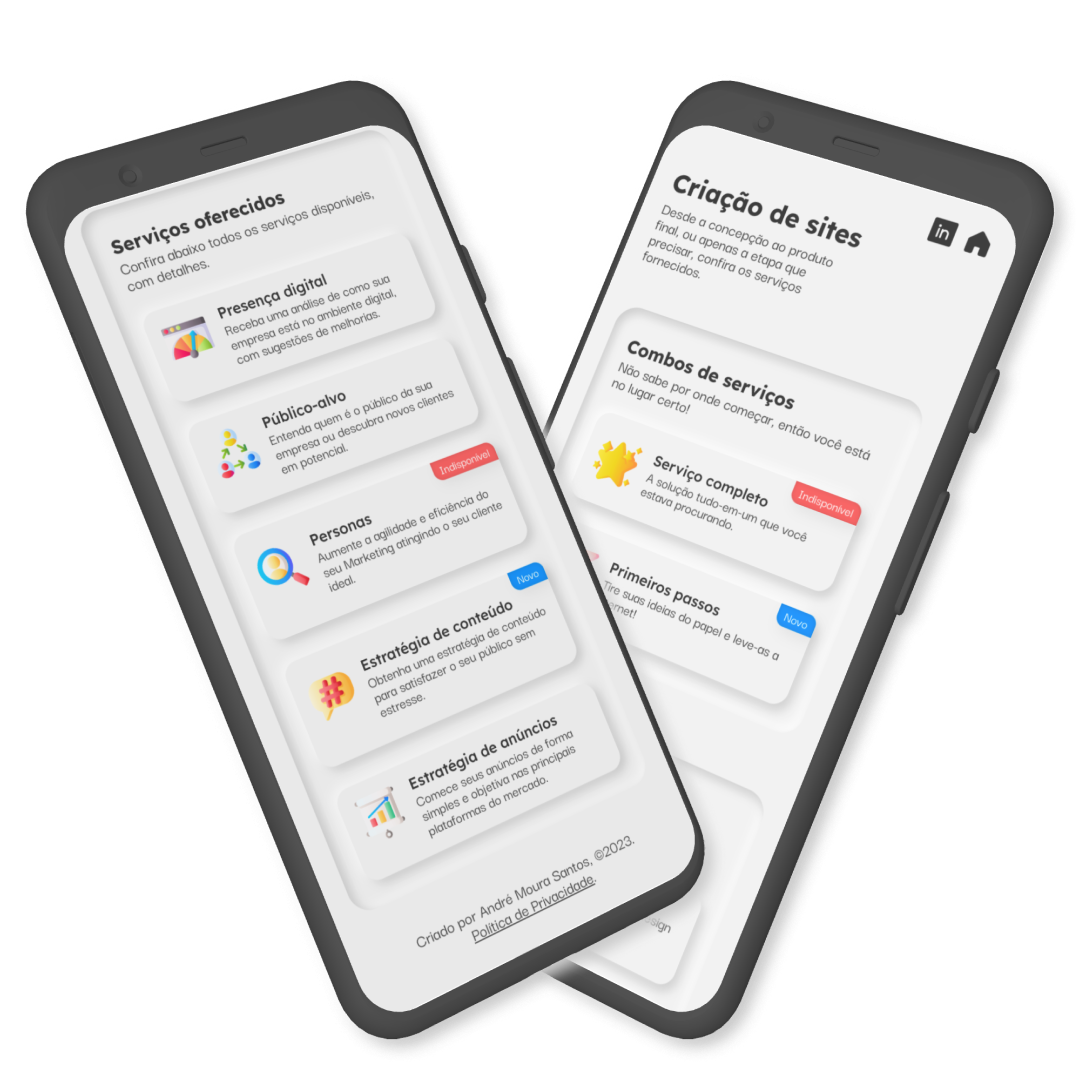 Serviços oferecidos
Confira abaixo todos os serviços disponíveis,
com detalhes.
Presença digital
Receba uma análise de como sua
empresa está no ambiente digital,
com sugestões de melhorias.
Público-alvo
Entenda quem é o público da sua
empresa ou descubra novos clientes
em potencial.
Indisponível
Personas
Aumente a agilidade e eficiência do
seu Marketing atingindo o seu cliente
ideal.
Novo
Estratégia de conteúdo
Obtenha uma estratégia de conteúdo
para satisfazer o seu público sem
estresse.
Estratégia de anúncios
Comece seus anúncios de forma
simples e objetiva nas principais
plataformas do mercado.
Criado por André Moura Santos, ©2023.
Política de Privacidade.
Criação de sites
in
Desde a concepção ao produto
final, ou apenas a etapa que
precisar, confira os serviços
fornecidos.
Combos de serviços
Não sabe por onde começar, então você está
no lugar certo!
Indisponível
Serviço completo
A solução tudo-em-um que você
estava procurando.
Novo
Primeiros passos
Tire suas ideias do papel e leve-as a